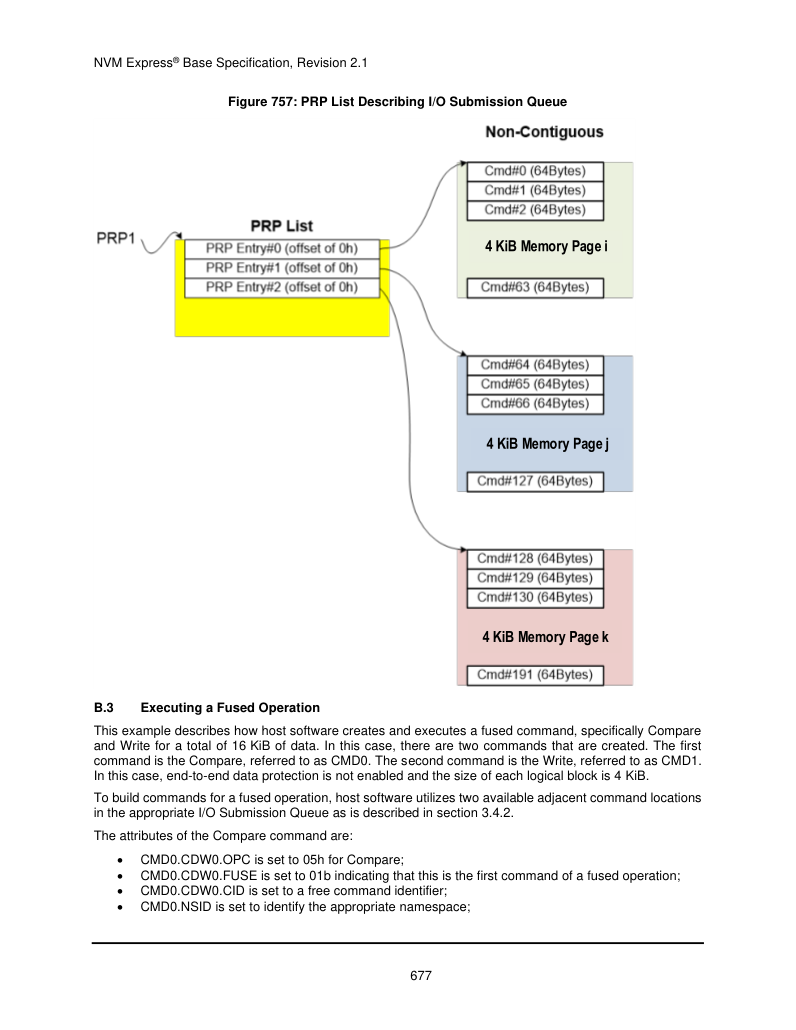 NVM Express® Base Specification, Revision 2.1
Figure 757: PRP List Describing I/O Submission Queue
Non-Contiguous
Cmd#0 (64Bytes)
Cmd#1 (64Bytes)
Cmd#2 (64Bytes)
4 KiB Memory Page i
Cmd#63 (64Bytes)
PRP1
PRP List
PRP Entry#0 (offset of 0h)
PRP Entry#1 (offset of 0h)
PRP Entry#2 (offset of 0h)
Cmd#64 (64Bytes)
Cmd#65 (64Bytes)
Cmd#66 (64Bytes)
4 KiB Memory Page j
Cmd#127 (64Bytes)
Cmd#128 (64Bytes)
Cmd#129 (64Bytes)
Cmd#130 (64Bytes)
4 KiB Memory Page k
Cmd#191 (64Bytes)
B.3 Executing a Fused Operation
This example describes how host software creates and executes a fused command, specifically Compare
and Write for a total of 16 KiB of data. In this case, there are two commands that are created. The first
command is the Compare, referred to as CMD0. The second command is the Write, referred to as CMD1.
In this case, end-to-end data protection is not enabled and the size of each logical block is 4 KiB.
To build commands for a fused operation, host software utilizes two available adjacent command locations
in the appropriate I/O Submission Queue as is described in section 3.4.2.
The attributes of the Compare command are:
• CMD0.CDW0.OPC is set to 05h for Compare;
• CMD0.CDW0.FUSE is set to 01b indicating that this is the first command of a fused operation;
• CMD0.CDW0.CID is set to a free command identifier;
• CMD0.NSID is set to identify the appropriate namespace;
677